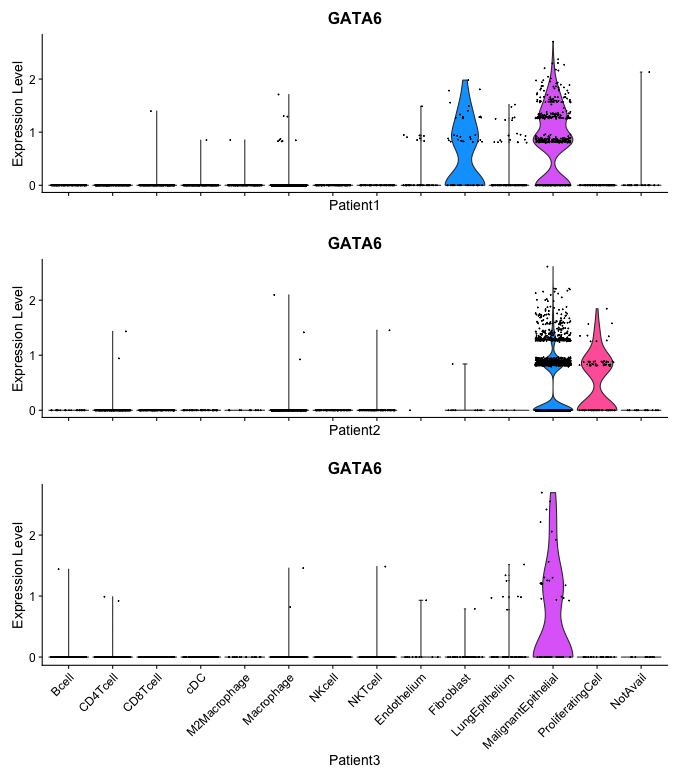 GATA6
Expression Level
2
1
0
Patient1
GATA6
Expression Level
2
1
0
Patient2
GATA6
Expression Level
2
1
0
Bcell
CD4Tcell
CD8Tcell
cDC
M2Macrophage
Macrophage
NKcell
NKTcell
Endothelium
Fibroblast
LungEpithelium
MalignantEpithelial
ProliferatingCell
NotAvail
Patient3